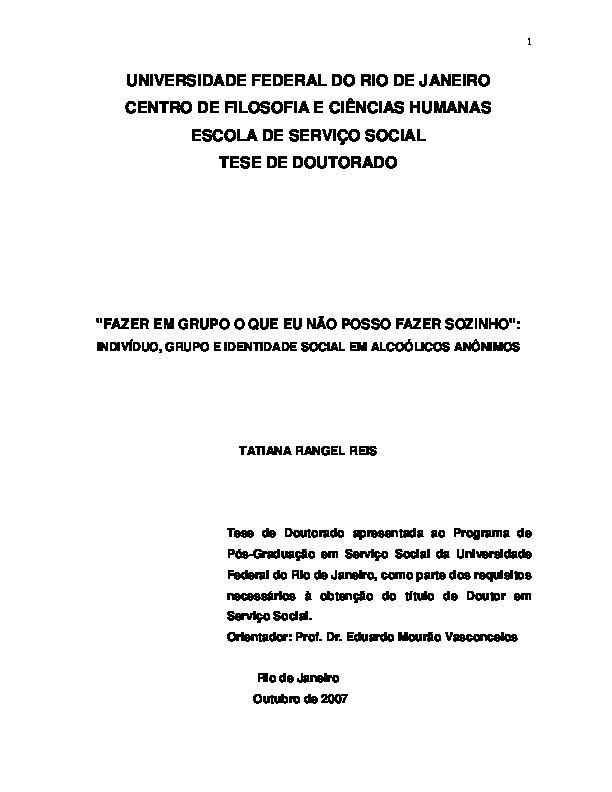 1
UNIVERSIDADE FEDERAL DO RIO DE JANEIRO
CENTRO DE FILOSOFIA E CIÊNCIAS HUMANAS
ESCOLA DE SERVIÇO SOCIAL
TESE DE DOUTORADO
"FAZER EM GRUPO O QUE EU NÃO POSSO FAZER SOZINHO":
INDIVÍDUO, GRUPO E IDENTIDADE SOCIAL EM ALCOÓLICOS ANÔNIMOS
TATIANA RANGEL REIS
Tese de Doutorado apresentada ao Programa de
Pós-Graduação em Serviço Social da Universidade
Federal do Rio de Janeiro, como parte dos requisitos
necessários à obtenção do título de Doutor em
Serviço Social.
Orientador: Prof. Dr. Eduardo Mourão Vasconcelos
Rio de Janeiro
Outubro de 2007